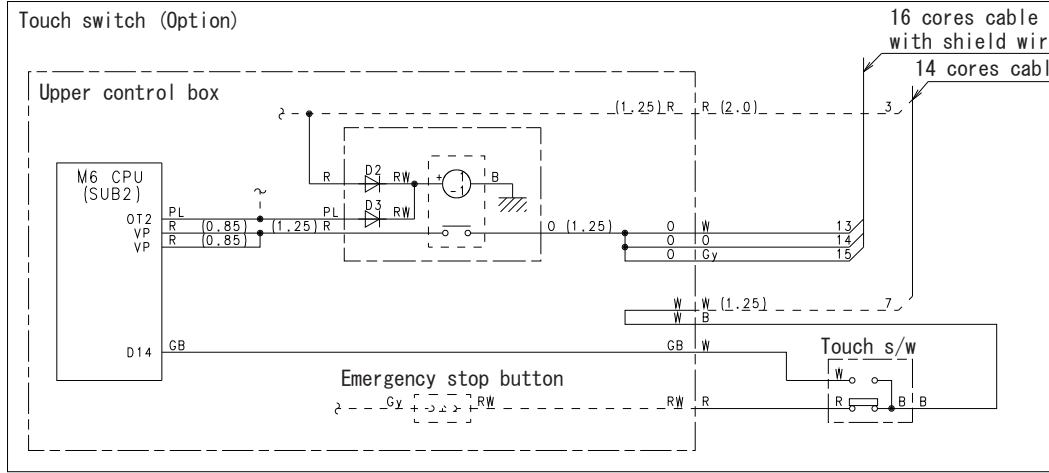 Touch switch (Option)
16 cores cable
with shield wir
14 cores cabl
Upper control box
(1.25) R R (2.0) 3
M6 CPU
(SUB2)
D2
R RW + 1 -1 B
D3
OT2 PL PL RW
VP R (0.85) (1.25) R O (1.25) O W 13
VP R (0.85) O O 14
O Gy 15
W W (1.25) 7
W B
D14 GB GB W
Touch s/w
W
Emergency stop button
Gy RW RW R R B B